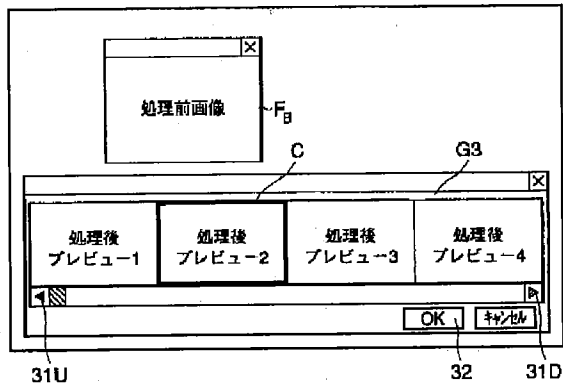 処理前画像
FB
C
G3
処理後
プレビュー1
処理後
プレビュー2
処理後
プレビュー3
処理後
プレビュー4
OK
キャンセル
31U
32
31D